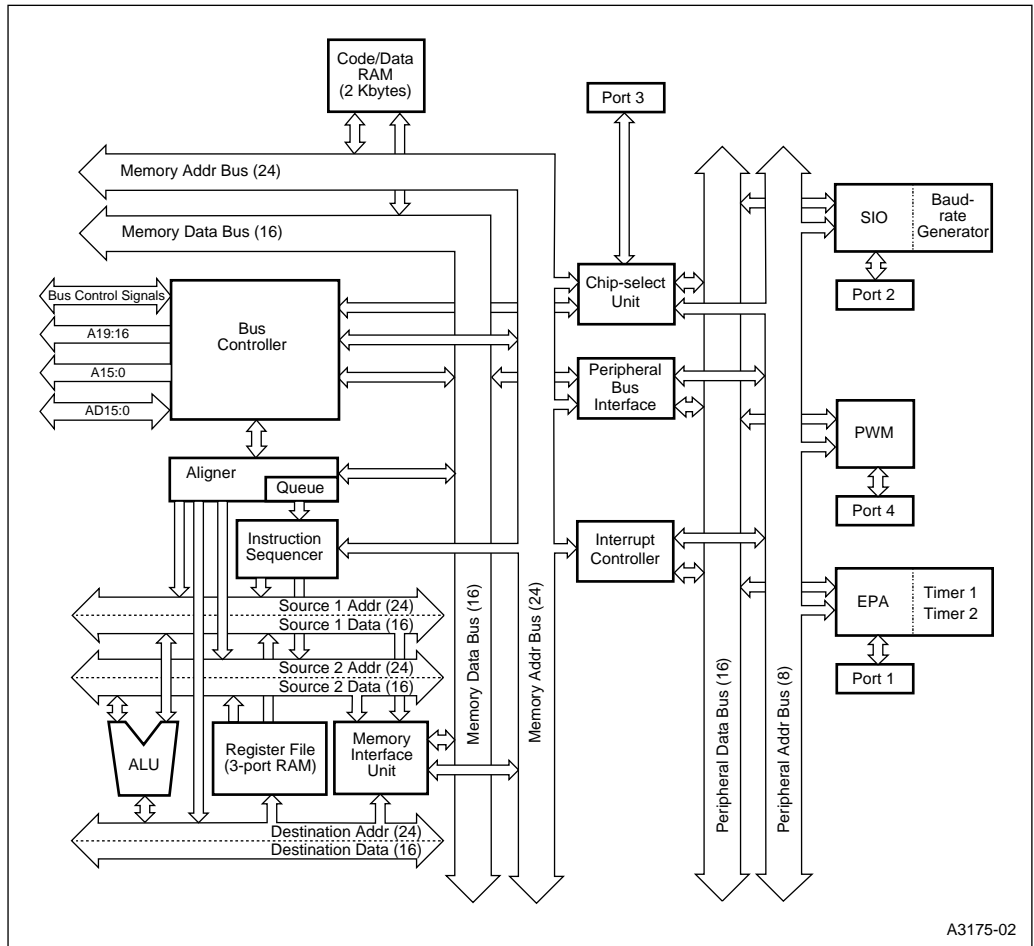 Code/Data
RAM
(2 Kbytes)
Port 3
Memory Addr Bus (24)
Memory Data Bus (16)
SIO
Baud-
rate
Generator
Port 2
Chip-select
Unit
Bus Control Signals
A19:16
A15:0
AD15:0
Bus
Controller
Peripheral
Bus
Interface
PWM
Port 4
Aligner
Queue
Instruction
Sequencer
Interrupt
Controller
EPA
Timer 1
Timer 2
Port 1
Source 1 Addr (24)
Source 1 Data (16)
Source 2 Addr (24)
Source 2 Data (16)
ALU
Register File
(3-port RAM)
Memory
Interface
Unit
Destination Addr (24)
Destination Data (16)
Memory Data Bus (16)
Memory Addr Bus (24)
Peripheral Data Bus (16)
Peripheral Addr Bus (8)
A3175-02